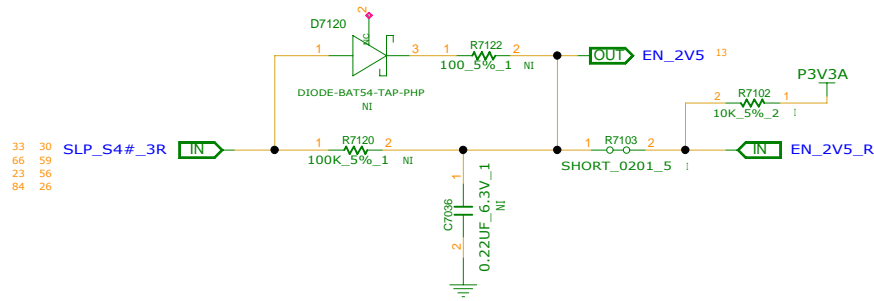 2
D7120
NC
1
3
1
R7122
2
100_5%_1
NI
DIODE-BAT54-TAP-PHP
NI
OUT
EN_2V5
13
P3V3A
2
R7102
1
10K_5%_2
I
33 30
66 59
23 56
84 26
SLP_S4#_3R
IN
1
R7120
2
100K_5%_1
NI
1
R7103
2
SHORT_0201_5
I
IN
EN_2V5_R
1
C7036
2
0.22UF_6.3V_1
NI